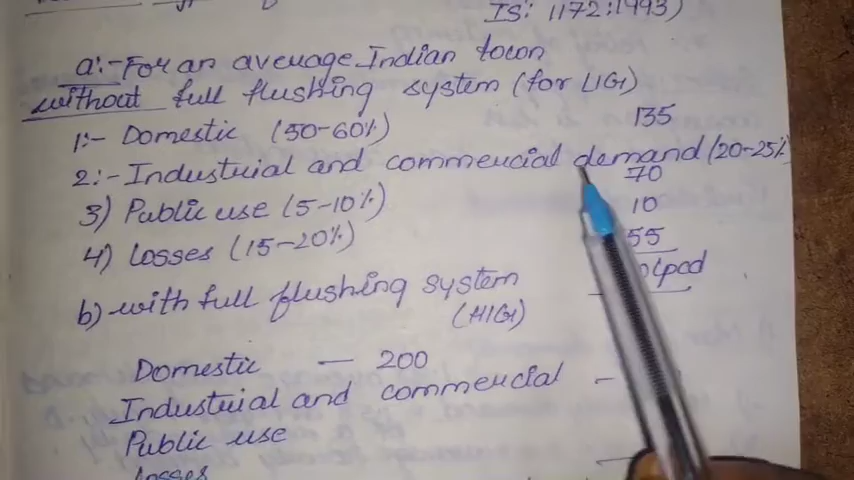 IS: 1172:1993)
a:- For an average Indian town
without full flushing system (for LIG)
1:- Domestic (50-60%) 135
2:- Industrial and commercial demand (20-25%
70
3) Public use (5-10%) 10
4) Losses (15-20%) 55
lpcd
b) with full flushing system
(HIG)
Domestic — 200
Industrial and commercial –
Public use
Losses